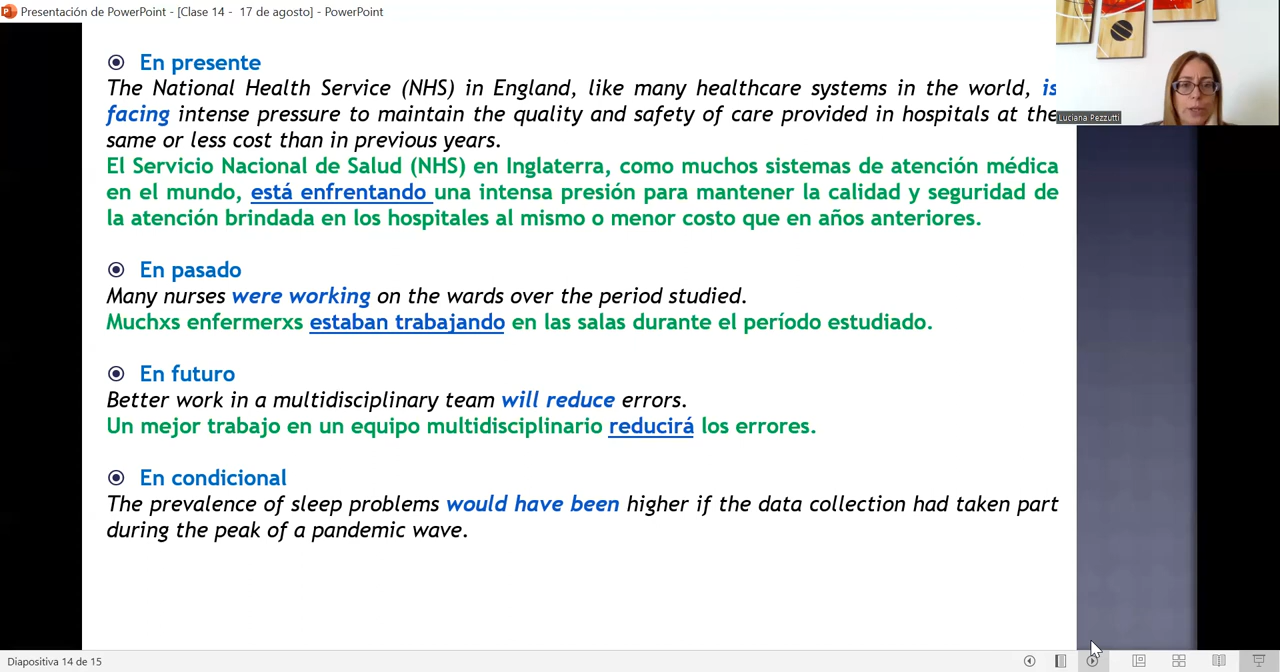 Presentación de PowerPoint - [Clase 14 - 17 de agosto] - PowerPoint
Luciana Pezzutti
En presente
The National Health Service (NHS) in England, like many healthcare systems in the world, is
facing intense pressure to maintain the quality and safety of care provided in hospitals at the
same or less cost than in previous years.
El Servicio Nacional de Salud (NHS) en Inglaterra, como muchos sistemas de atención médica
en el mundo, está enfrentando una intensa presión para mantener la calidad y seguridad de
la atención brindada en los hospitales al mismo o menor costo que en años anteriores.
En pasado
Many nurses were working on the wards over the period studied.
Muchxs enfermerxs estaban trabajando en las salas durante el período estudiado.
En futuro
Better work in a multidisciplinary team will reduce errors.
Un mejor trabajo en un equipo multidisciplinario reducirá los errores.
En condicional
The prevalence of sleep problems would have been higher if the data collection had taken part
during the peak of a pandemic wave.
Diapositiva 14 de 15